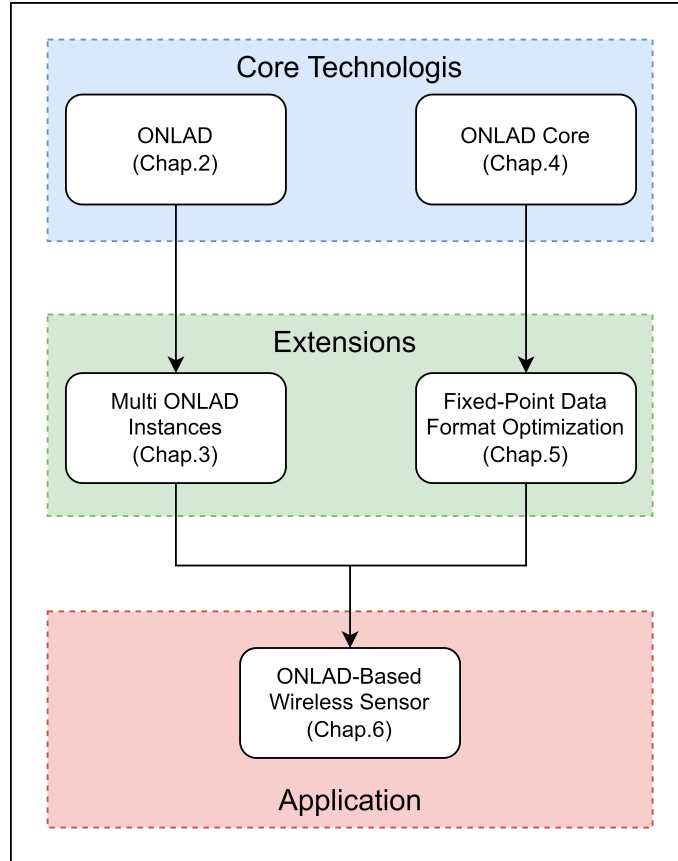 Core Technologis
ONLAD
(Chap.2)
ONLAD Core
(Chap.4)
Extensions
Multi ONLAD
Instances
(Chap.3)
Fixed-Point Data
Format Optimization
(Chap.5)
ONLAD-Based
Wireless Sensor
(Chap.6)
Application